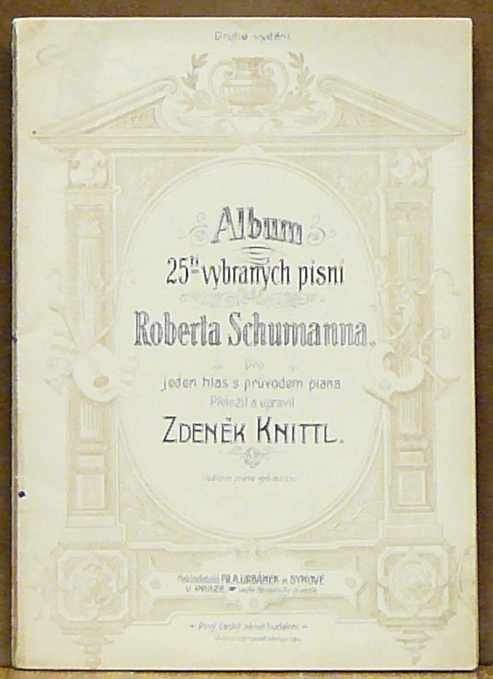 Druhé vydání.
Album
25ti vybraných písní
Roberta Schumanna.
pro
jeden hlas s průvodem piana
Přeložil a upravil
ZDENĚK KNITTL.
FR. A. URBÁNEK A SYNOVÉ
V PRAZE